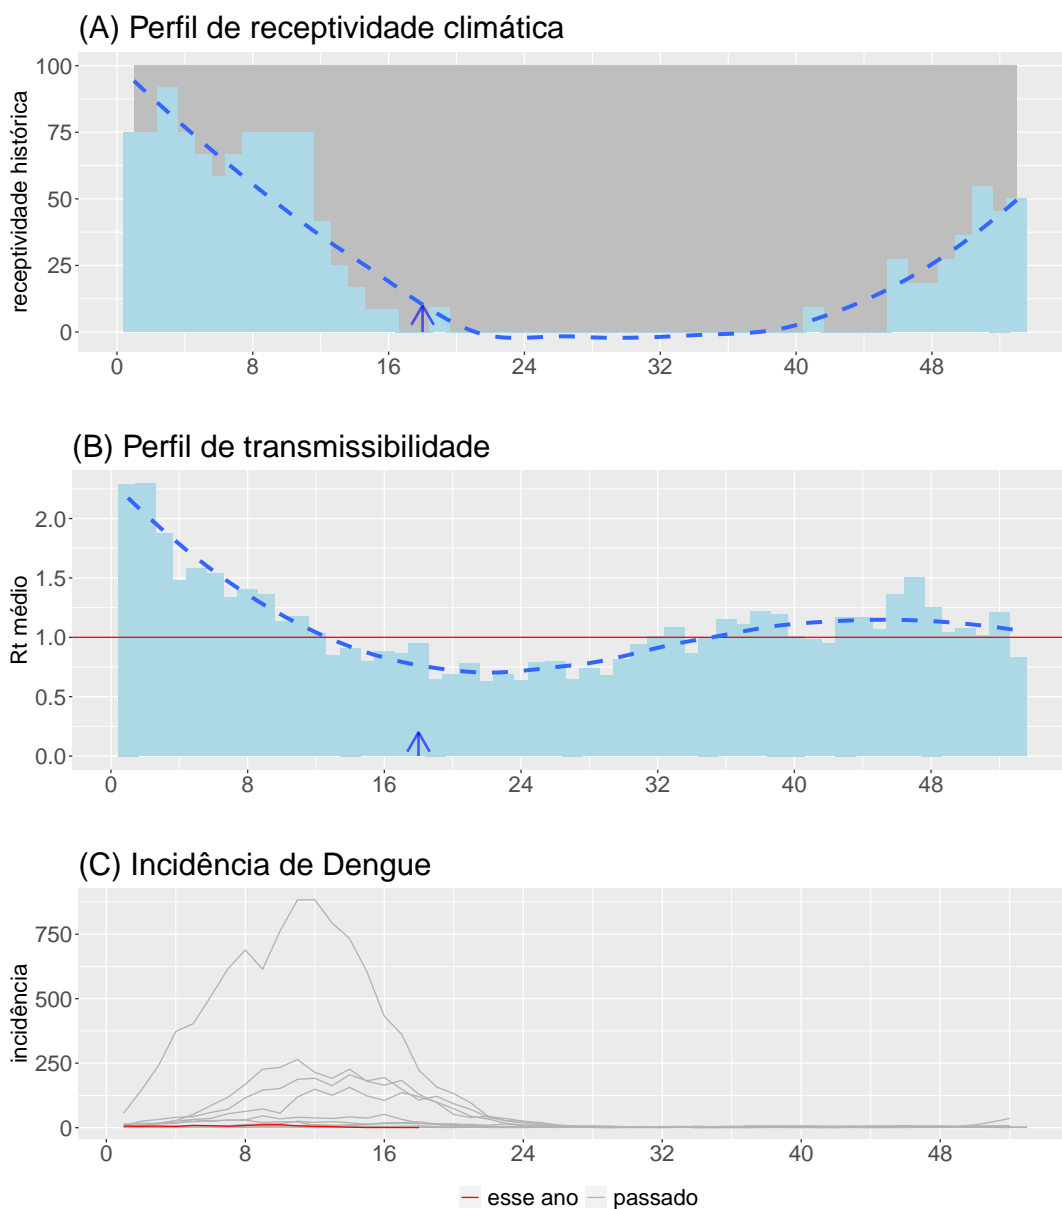 (A) Perfil de receptividade climática
receptividade histórica
100
75
50
25
0
0 8 16 24 32 40 48
(B) Perfil de transmissibilidade
Rt médio
2.0
1.5
1.0
0.5
0.0
0 8 16 24 32 40 48
(C) Incidência de Dengue
incidência
750
500
250
0
0 8 16 24 32 40 48
esse ano passado